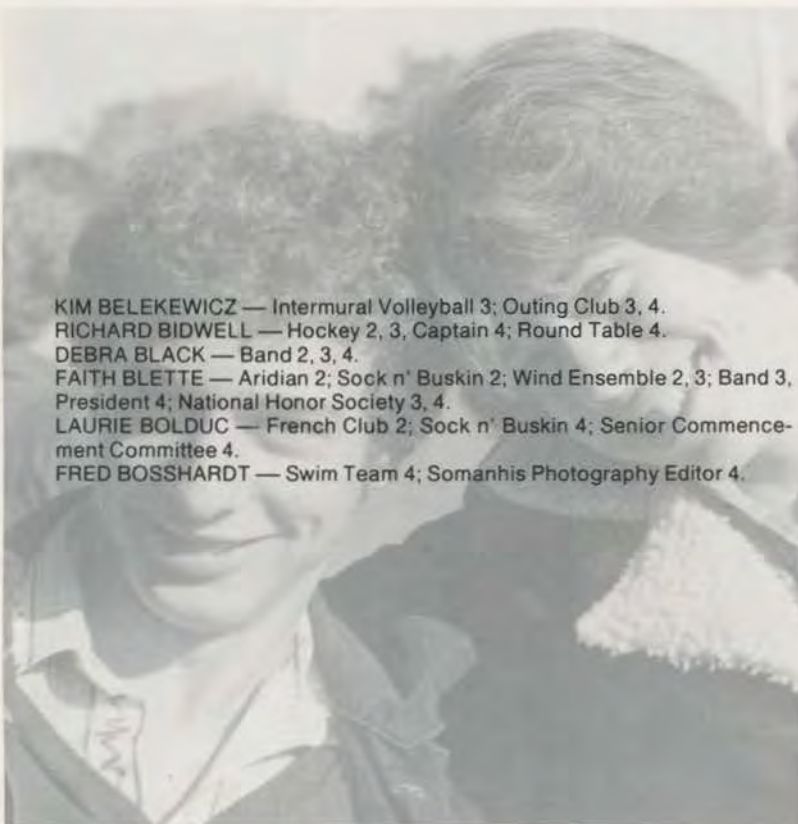 KIM BELEKEWICZ — Intermural Volleyball 3; Outing Club 3, 4.
RICHARD BIDWELL — Hockey 2, 3, Captain 4; Round Table 4.
DEBRA BLACK — Band 2, 3, 4.
FAITH BLETTE — Aridian 2; Sock n' Buskin 2; Wind Ensemble 2, 3; Band 3,
President 4; National Honor Society 3, 4.
LAURIE BOLDUC — French Club 2; Sock n' Buskin 4; Senior Commence-
ment Committee 4.
FRED BOSSHARDT — Swim Team 4; Somanhis Photography Editor 4.